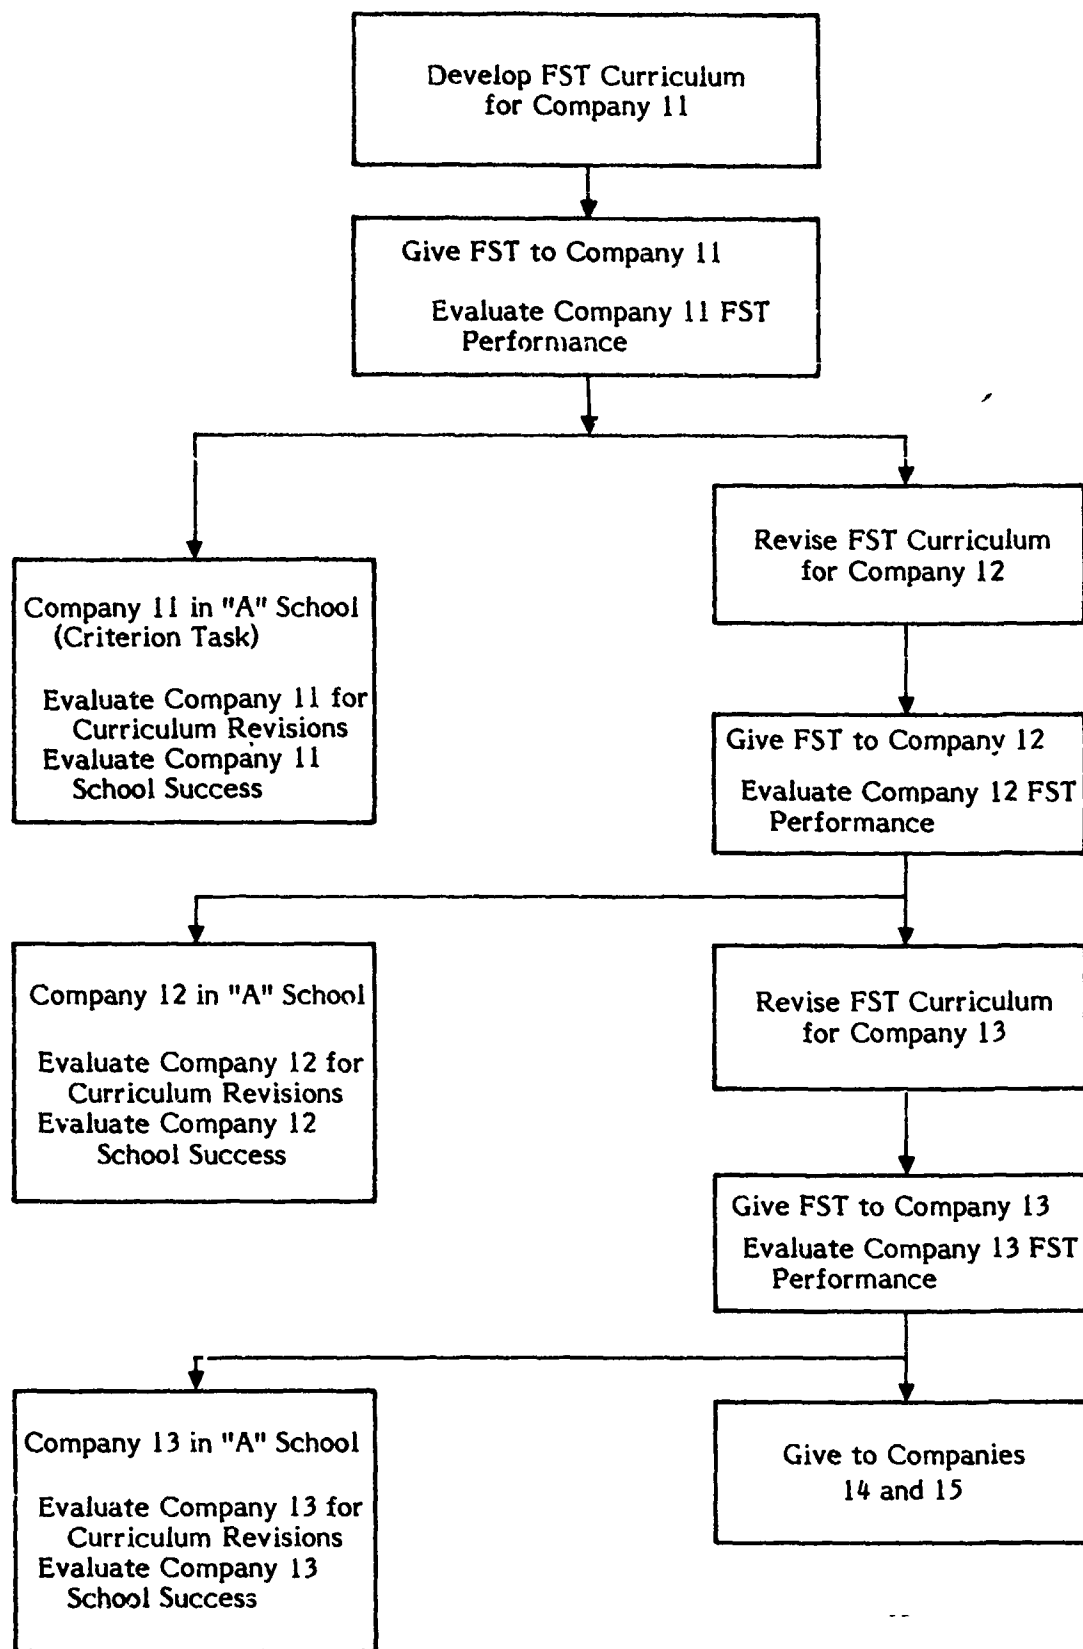 Develop FST Curriculum
for Company 11
Give FST to Company 11
Evaluate Company 11 FST
Performance
Revise FST Curriculum
for Company 12
Company 11 in "A" School
(Criterion Task)
Evaluate Company 11 for
Curriculum Revisions
Evaluate Company 11
School Success
Give FST to Company 12
Evaluate Company 12 FST
Performance
Company 12 in "A" School
Evaluate Company 12 for
Curriculum Revisions
Evaluate Company 12
School Success
Revise FST Curriculum
for Company 13
Give FST to Company 13
Evaluate Company 13 FST
Performance
Company 13 in "A" School
Evaluate Company 13 for
Curriculum Revisions
Evaluate Company 13
School Success
Give to Companies
14 and 15